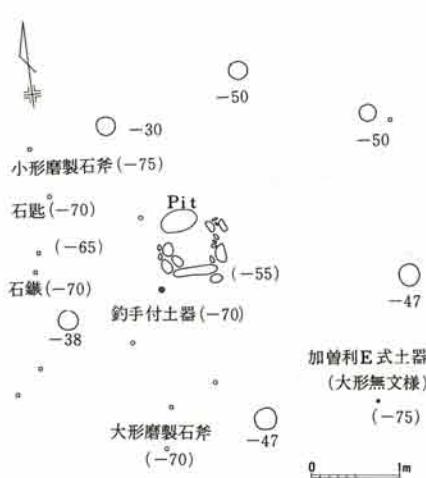 −50
−30
−50
小形磨製石斧(−75)
石匙(−70)
Pit
(−65)
(−55)
石鏃(−70)
−47
釣手付土器(−70)
−38
加曽利E式土器
(大形無文様)
(−75)
大形磨製石斧
−47
(−70)
0 1m